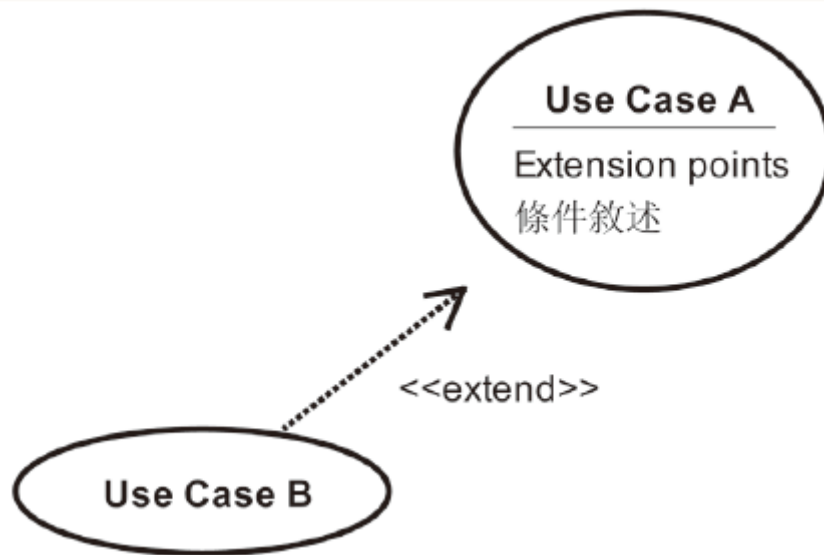 Use Case A
Extension points
條件敘述
<<extend>>
Use Case B